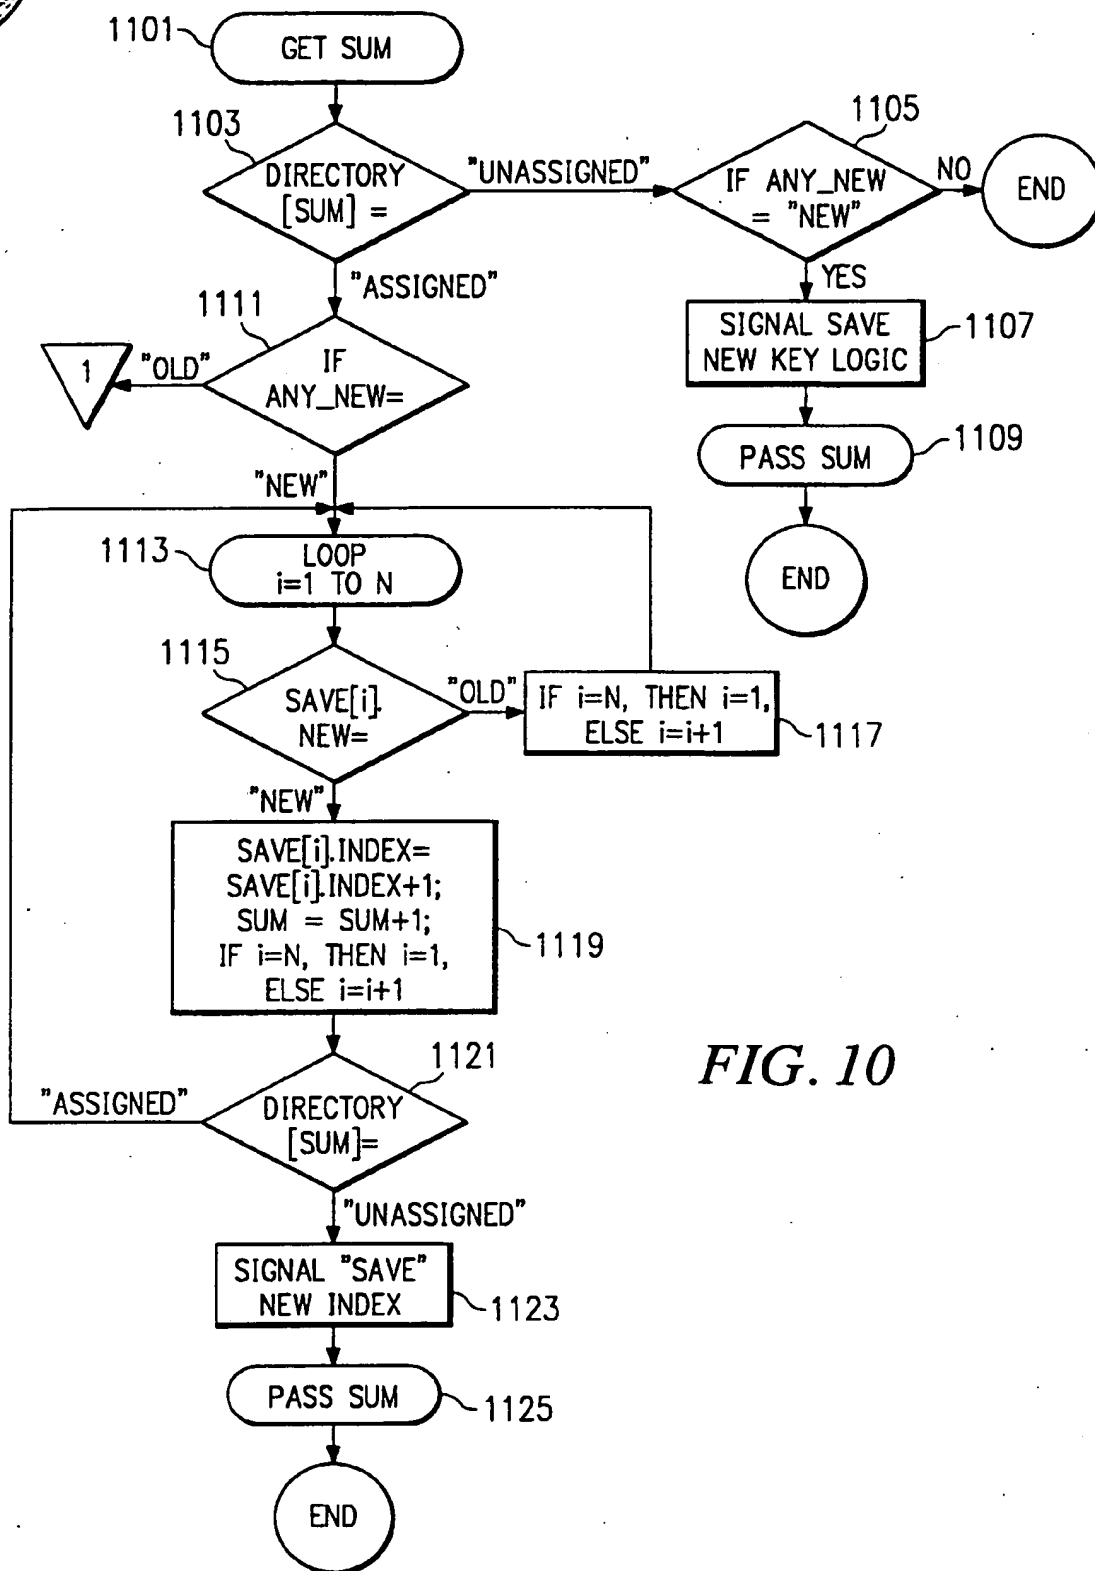 1101
GET SUM
1103
DIRECTORY
[SUM] =
"UNASSIGNED"
1105
IF ANY_NEW
= "NEW"
NO
END
"ASSIGNED"
YES
1111
SIGNAL SAVE
NEW KEY LOGIC
1107
1
"OLD"
IF
ANY_NEW=
PASS SUM
1109
"NEW"
1113
LOOP
i=1 TO N
END
1115
SAVE[i].
NEW=
"OLD"
IF i=N, THEN i=1,
ELSE i=i+1
1117
"NEW"
SAVE[i].INDEX=
SAVE[i].INDEX+1;
SUM = SUM+1;
IF i=N, THEN i=1,
ELSE i=i+1
1119
1121
"ASSIGNED"
DIRECTORY
[SUM]=
FIG. 10
"UNASSIGNED"
SIGNAL "SAVE"
NEW INDEX
1123
PASS SUM
1125
END